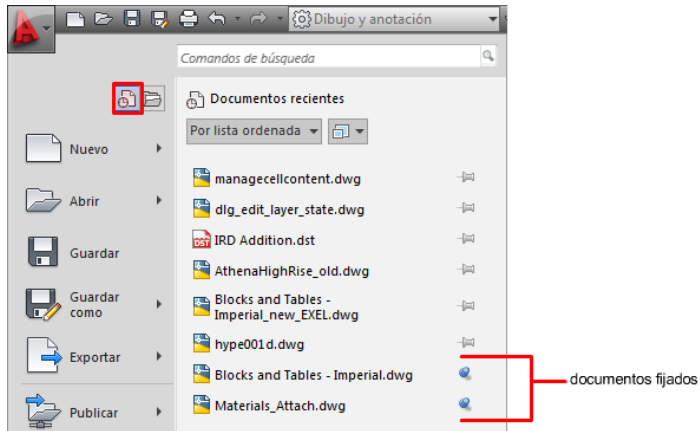 Dibujo y anotación
Comandos de búsqueda
Documentos recientes
Por lista ordenada
Nuevo
Abrir
Guardar
Guardar
como
Exportar
Publicar
managecellcontent.dwg
dlg_edit_layer_state.dwg
DST
IRD Addition.dst
AthenaHighRise_old.dwg
Blocks and Tables -
Imperial_new_EXEL.dwg
hype001d.dwg
Blocks and Tables - Imperial.dwg
Materials_Attach.dwg
documentos fijados